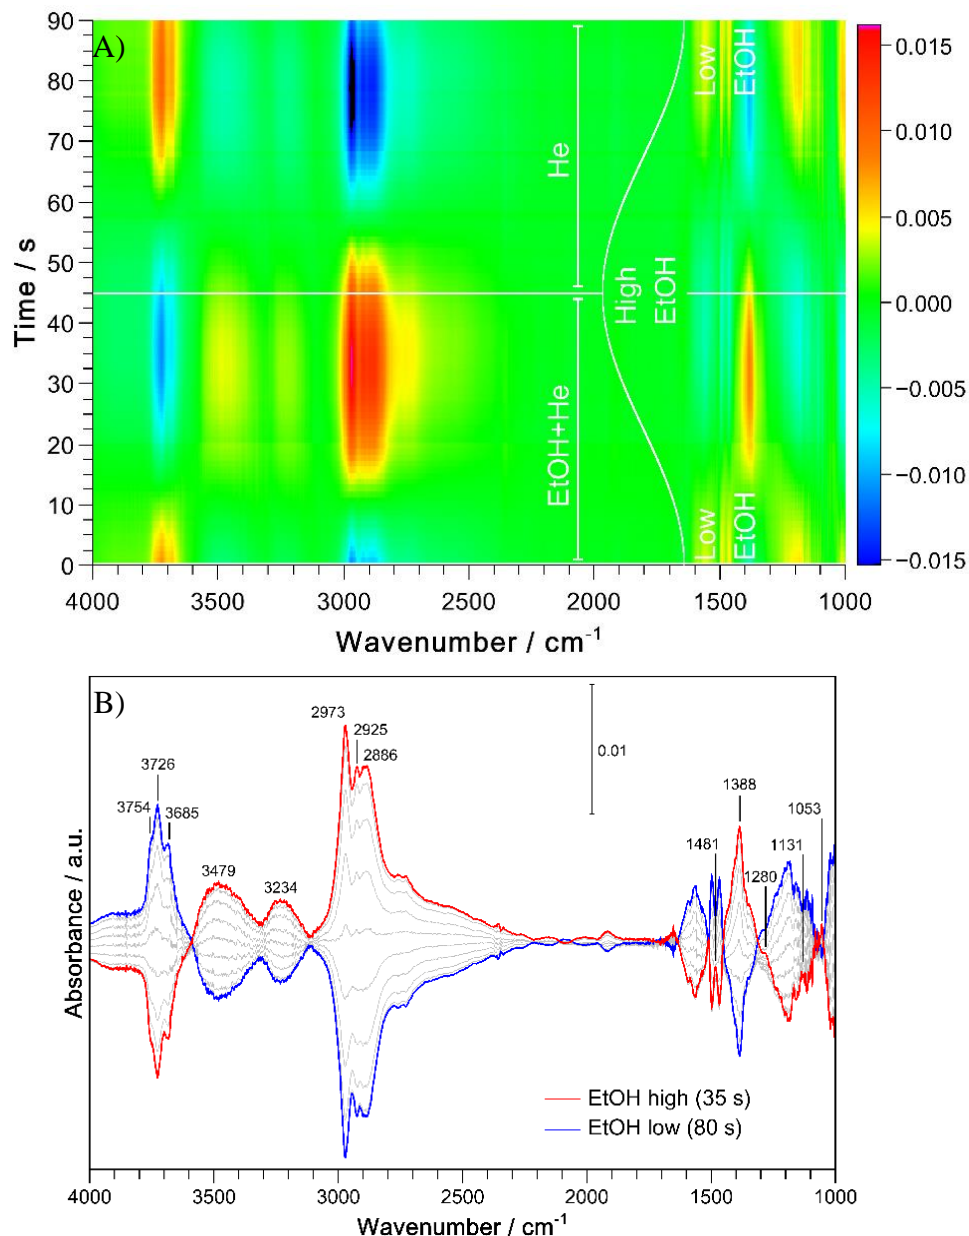 A)
90
80
70
60
50
40
30
20
10
0
Time / s
4000
3500
3000
2500
2000
1500
1000
Wavenumber / cm⁻¹
He
EtOH+He
Low
EtOH
High
EtOH
Low
EtOH
0.015
0.010
0.005
0.000
−0.005
−0.010
−0.015
B)
2973
2925
2886
3726
3754
3685
3479
3234
0.01
1388
1053
1481
1131
1280
Absorbance / a.u.
EtOH high (35 s)
EtOH low (80 s)
4000
3500
3000
2500
2000
1500
1000
Wavenumber / cm⁻¹